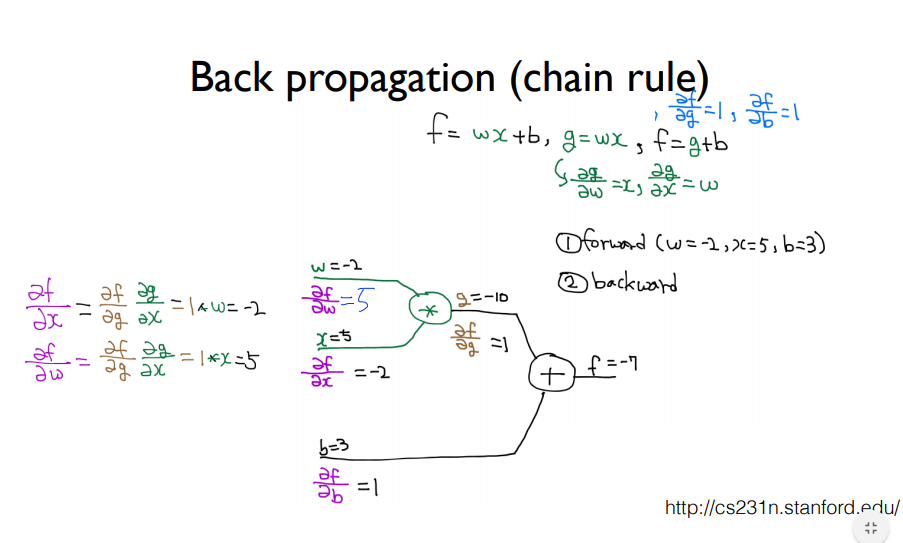 Back propagation (chain rule)
, ∂f/∂g = 1, ∂f/∂b = 1
f = wx+b, g=wx, f=g+b
↳ ∂g/∂w = x, ∂g/∂x = w
① forward (w=-2, x=5, b=3)
② backward
∂f/∂x = ∂f/∂g ∂g/∂x = 1 * w = -2
∂f/∂w = ∂f/∂g ∂g/∂x = 1 * x = 5
w=-2
∂f/∂w = 5
*
g=-10
x=5
∂f/∂g = 1
∂f/∂x = -2
+
f=-7
b=3
∂f/∂b = 1
http://cs231n.stanford.edu/